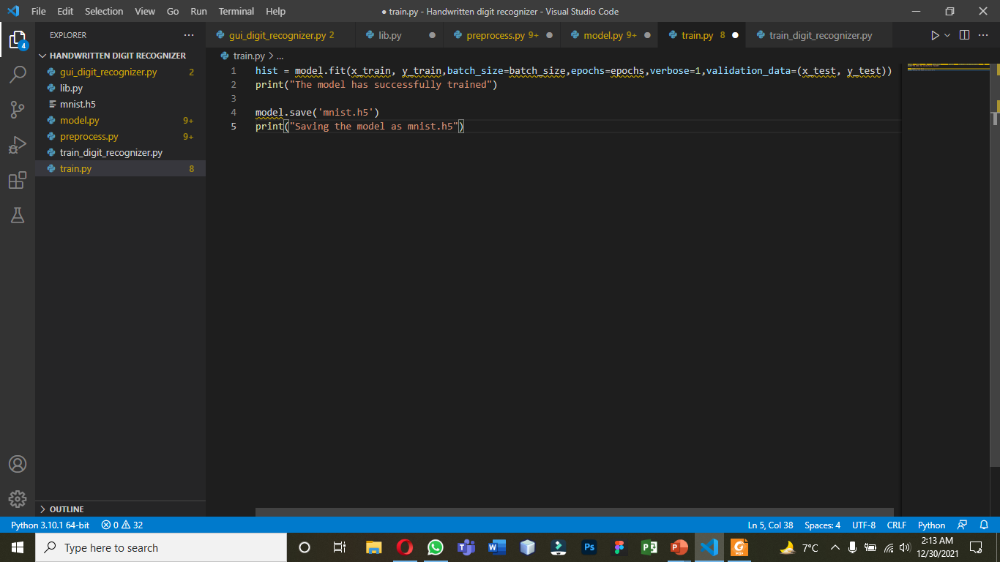 File Edit Selection View Go Run Terminal Help
● train.py - Handwritten digit recognizer - Visual Studio Code
EXPLORER
gui_digit_recognizer.py 2
lib.py
preprocess.py 9+
model.py 9+
train.py 8
train_digit_recognizer.py
HANDWRITTEN DIGIT RECOGNIZER
gui_digit_recognizer.py 2
lib.py
mnist.h5
model.py 9+
preprocess.py 9+
train_digit_recognizer.py
train.py 8
4
train.py > ...
1 hist = model.fit(x_train, y_train,batch_size=batch_size,epochs=epochs,verbose=1,validation_data=(x_test, y_test))
2 print("The model has successfully trained")
3
4 model.save('mnist.h5')
5 print("Saving the model as mnist.h5")
OUTLINE
Python 3.10.1 64-bit 0 32
Ln 5, Col 38 Spaces: 4 UTF-8 CRLF Python
Type here to search
Ps
7°C
2:13 AM
12/30/2021